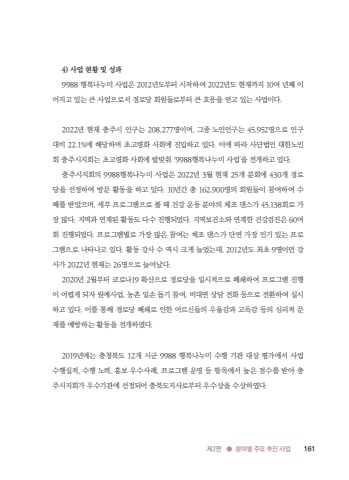 4) 사업 현황 및 성과
9988 행복나누미 사업은 2012년도부터 시작하여 2022년도 현재까지 10여 년째 이
어지고 있는 큰 사업으로서 경로당 회원들로부터 큰 호응을 얻고 있는 사업이다.
2022년 현재 충주시 인구는 208,277명이며, 그중 노인인구는 45,952명으로 인구
대비 22.1%에 해당하며 초고령화 사회에 진입하고 있다. 이에 따라 사단법인 대한노인
회 충주시지회는 초고령화 사회에 발맞춰 '9988행복나누미 사업'을 전개하고 있다.
충주시지회의 9988행복나누미 사업은 2022년 3월 현재 25개 분회에 430개 경로
당을 선정하여 방문 활동을 하고 있다. 10년간 총 162,900명의 회원들이 참여하여 수
혜를 받았으며, 세부 프로그램으로 볼 때 건강 운동 분야의 체조 댄스가 45,138회로 가
장 많다. 지역과 연계된 활동도 다수 진행되었다. 지역보건소와 연계한 건강검진은 60여
회 진행되었다. 프로그램별로 가장 많은 참여는 체조 댄스가 단연 가장 인기 있는 프로
그램으로 나타나고 있다. 활동 강사 수 역시 크게 늘었는데, 2012년도 최초 9명이던 강
사가 2022년 현재는 26명으로 늘어났다.
2020년 2월부터 코로나19 확산으로 경로당을 일시적으로 폐쇄하여 프로그램 진행
이 어렵게 되자 원예사업, 농촌 일손 돕기 참여, 비대면 상담 전화 등으로 전환하여 실시
하고 있다. 이를 통해 경로당 폐쇄로 인한 어르신들의 우울감과 고독감 등의 심리적 문
제를 예방하는 활동을 전개하였다.
2019년에는 충청북도 12개 시군 9988 행복나누미 수행 기관 대상 평가에서 사업
수행실적, 수행 노력, 홍보 우수사례, 프로그램 운영 등 항목에서 높은 점수를 받아 충
주시지회가 우수기관에 선정되어 충북도지사로부터 우수상을 수상하였다.
제2편 ● 분야별 주요 추진 사업 161